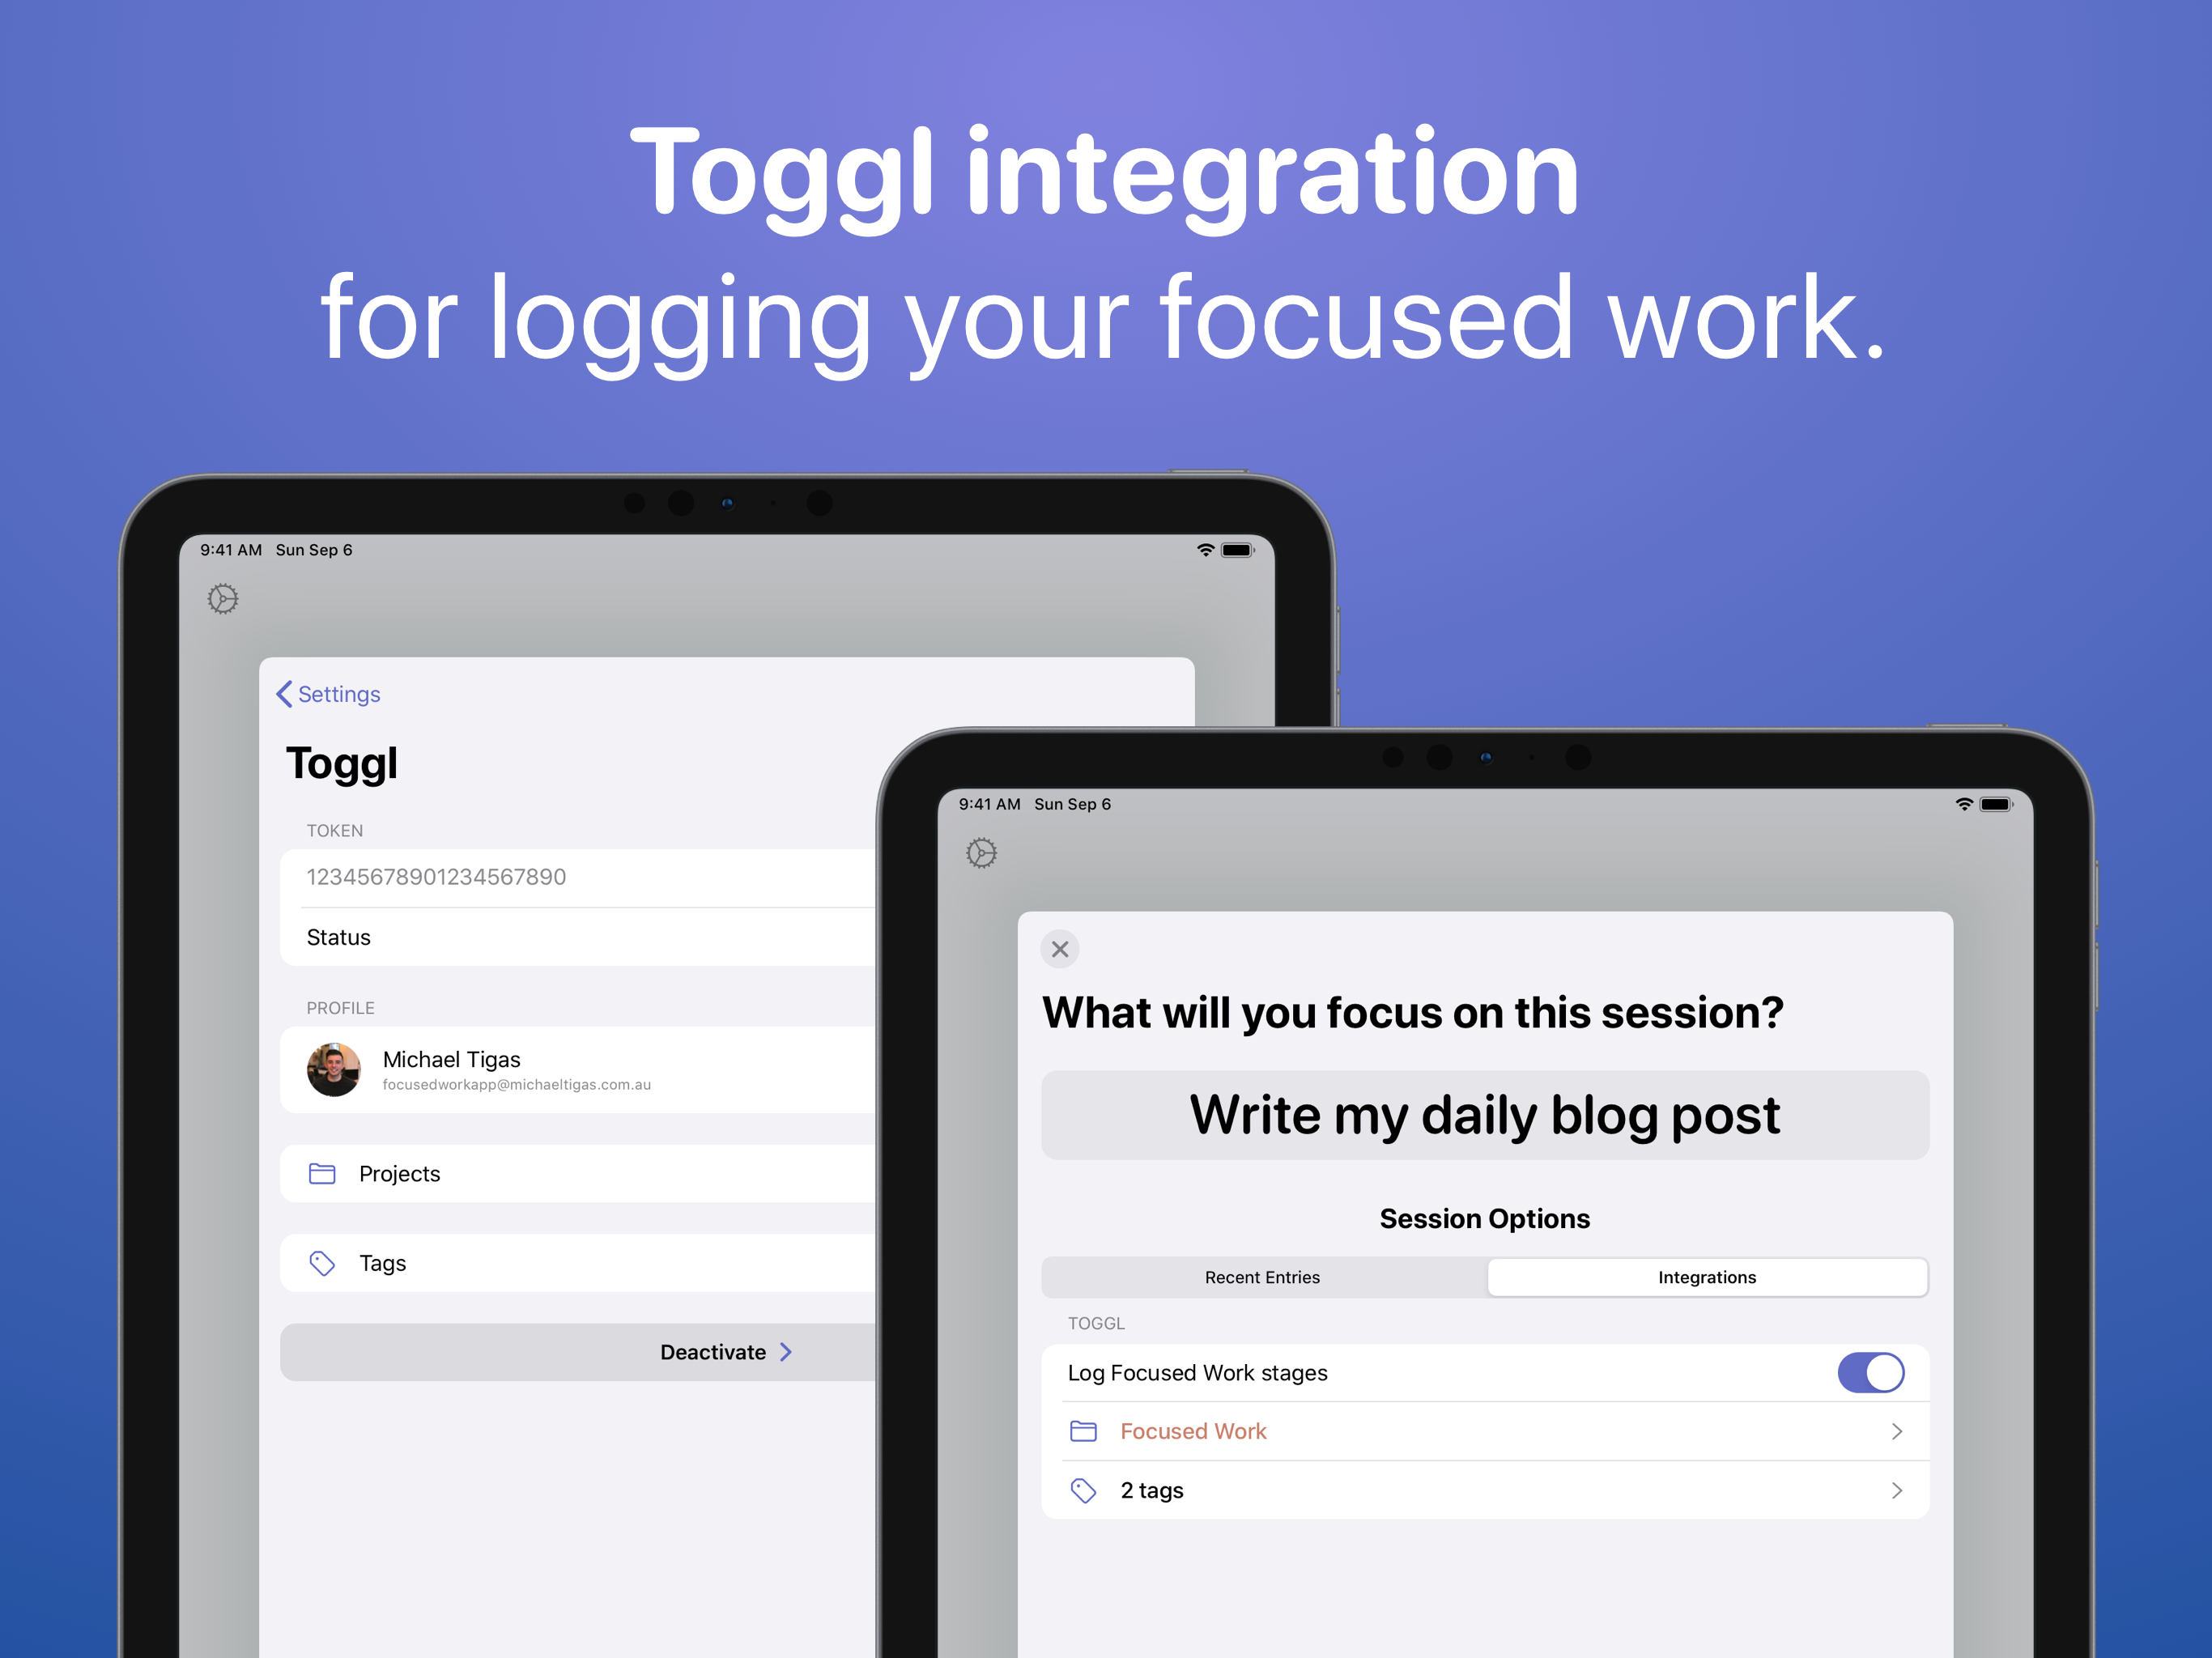 Toggl integration
for logging your focused work.
9:41 AM Sun Sep 6
Settings
Toggl
TOKEN
12345678901234567890
Status
PROFILE
Michael Tigas
focusedworkapp@michaeltigas.com.au
Projects
Tags
Deactivate
9:41 AM Sun Sep 6
What will you focus on this session?
Write my daily blog post
Session Options
Recent Entries Integrations
TOGGL
Log Focused Work stages
Focused Work
2 tags